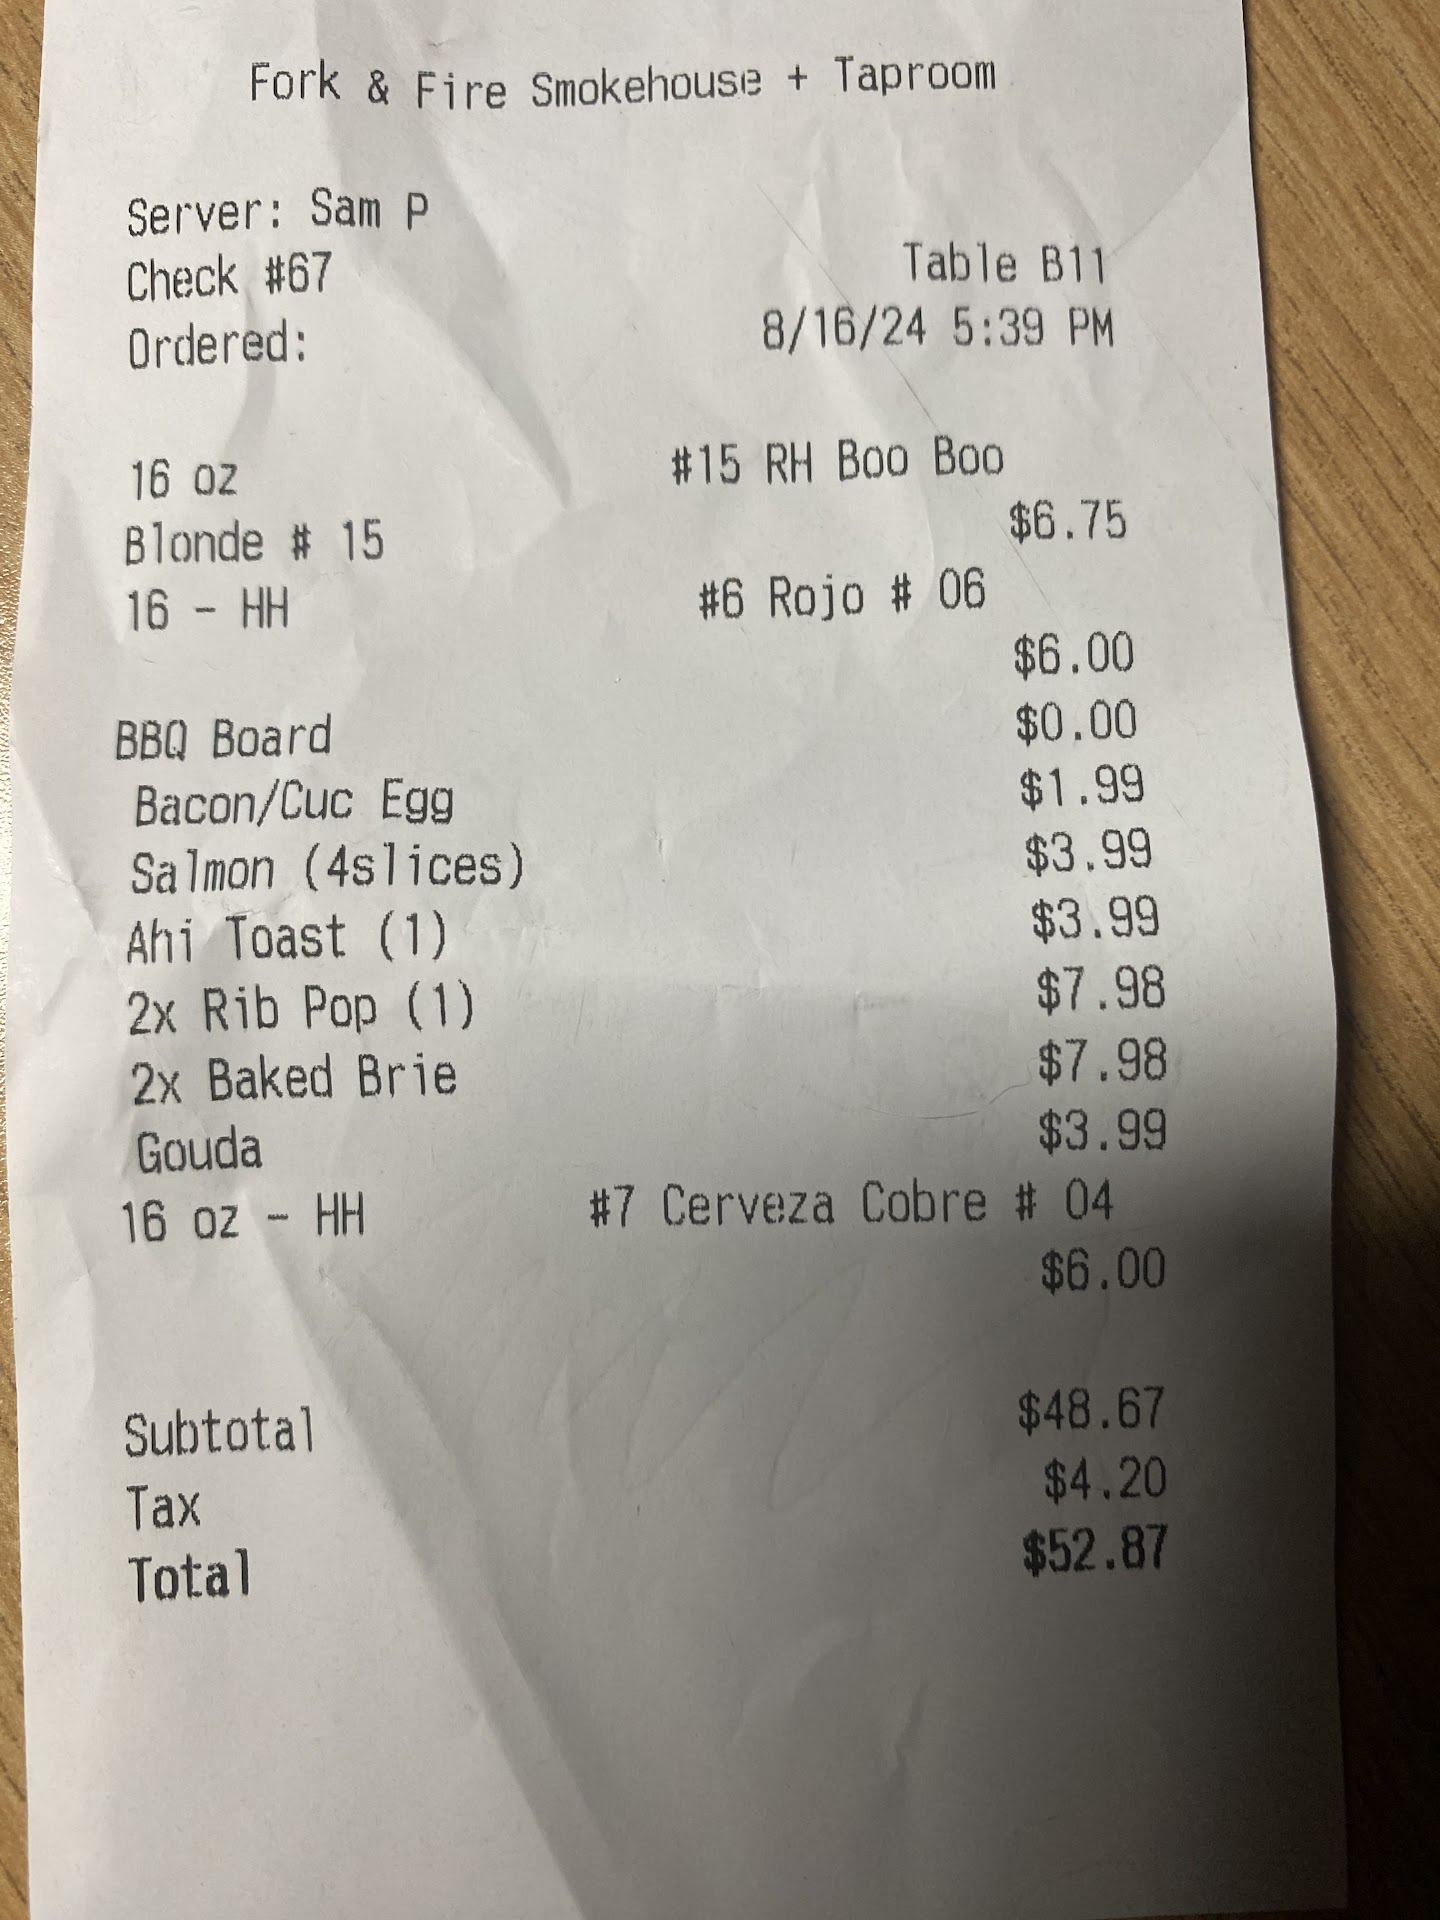 Fork & Fire Smokehouse + Taproom
Server: Sam P
Check #67 Table B11
Ordered: 8/16/24 5:39 PM
16 oz #15 RH Boo Boo
Blonde # 15 $6.75
16 - HH #6 Rojo # 06
$6.00
BBQ Board $0.00
Bacon/Cuc Egg $1.99
Salmon (4slices) $3.99
Ahi Toast (1) $3.99
2x Rib Pop (1) $7.98
2x Baked Brie $7.98
Gouda $3.99
16 oz - HH #7 Cerveza Cobre # 04
$6.00
Subtotal $48.67
Tax $4.20
Total $52.87